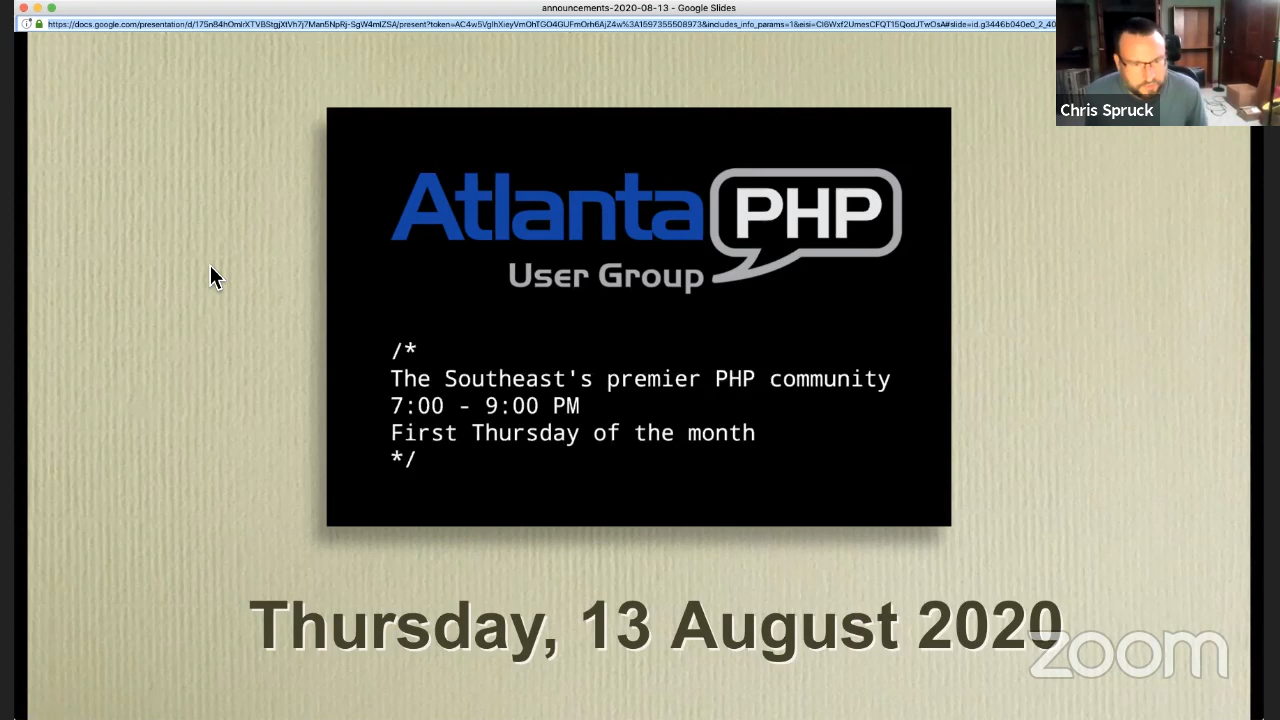 announcements-2020-08-13 - Google Slides
Chris Spruck
Atlanta PHP
User Group
/*
The Southeast's premier PHP community
7:00 - 9:00 PM
First Thursday of the month
*/
Thursday, 13 August 2020
zoom